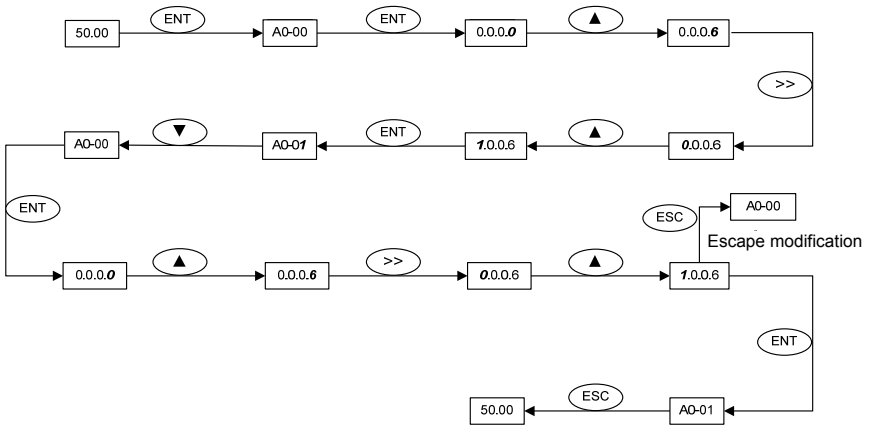 ENT ENT ▲
50.00 A0-00 0.0.0.0 0.0.0.6
>>
▼ ENT ▲
A0-00 A0-01 1.0.0.6 0.0.0.6
ENT
ESC A0-00
Escape modification
▲ >> ▲
0.0.0.0 0.0.0.6 0.0.0.6 1.0.0.6
ENT
ESC
50.00 A0-01